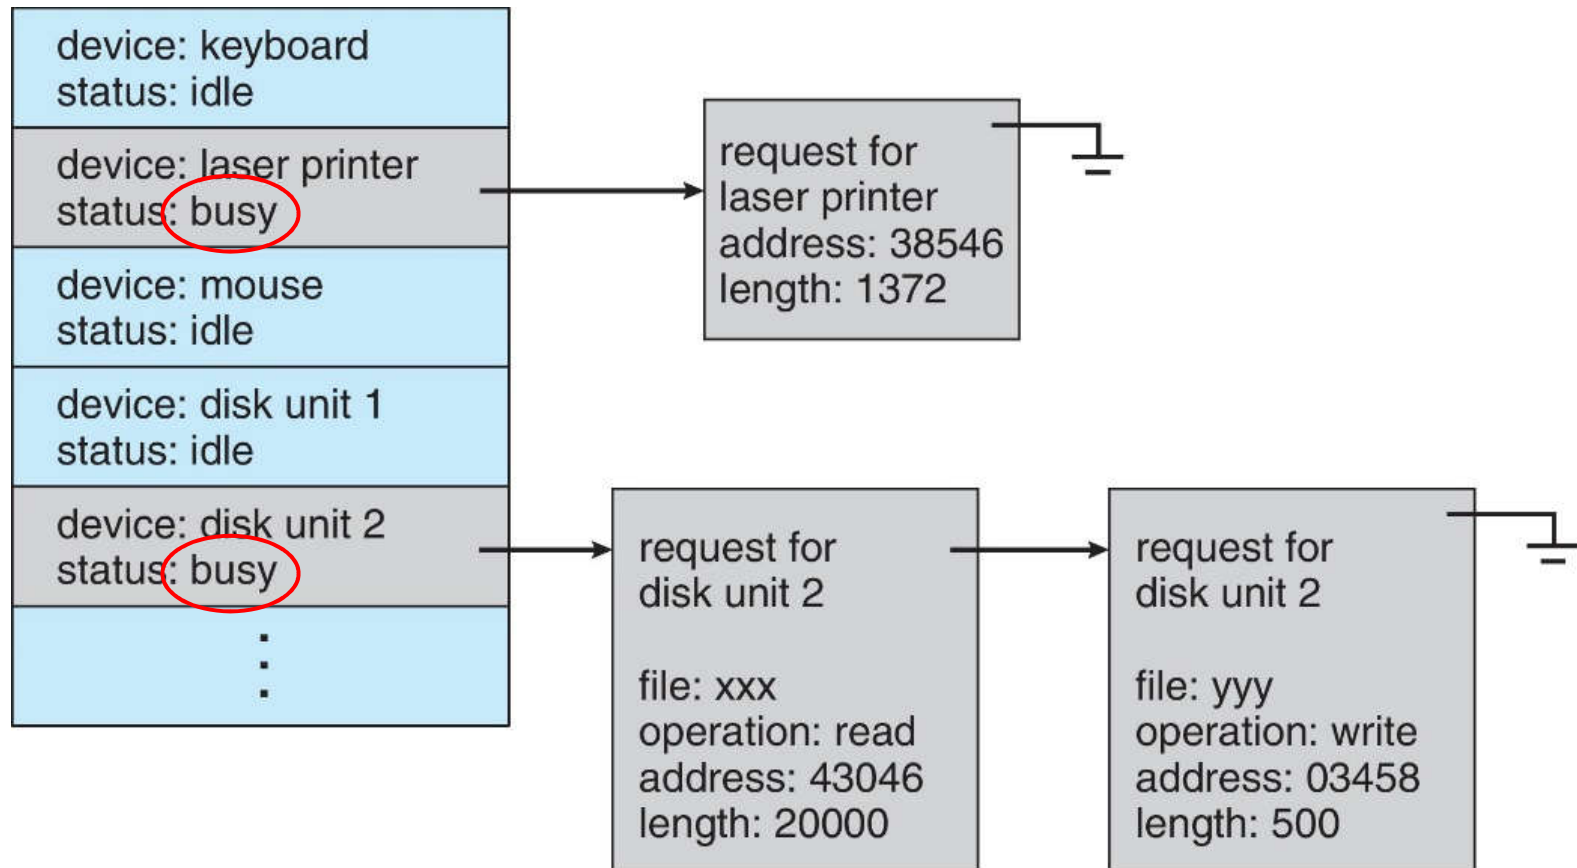 device: keyboard
status: idle
device: laser printer
status: busy
device: mouse
status: idle
device: disk unit 1
status: idle
device: disk unit 2
status: busy
request for
laser printer
address: 38546
length: 1372
request for
disk unit 2
file: xxx
operation: read
address: 43046
length: 20000
request for
disk unit 2
file: yyy
operation: write
address: 03458
length: 500